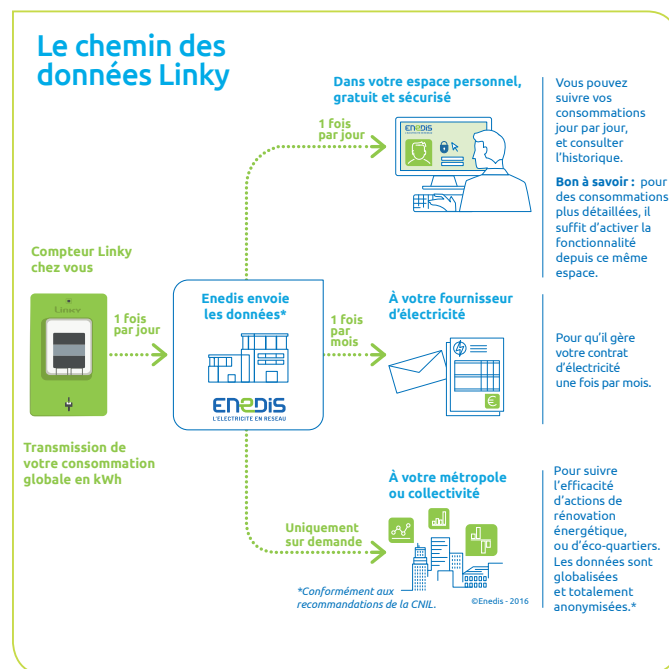 Le chemin des
données Linky
Dans votre espace personnel,
gratuit et sécurisé
1 fois
par jour
ENEDIS
Vous pouvez
suivre vos
consommations
jour par jour,
et consulter
l'historique.
Bon à savoir : pour
des consommations
plus détaillées, il
suffit d'activer la
fonctionnalité
depuis ce même
espace.
Compteur Linky
chez vous
Linky
1 fois
par jour
Enedis envoie
les données*
ENEDIS
L'ELECTRICITE EN RESEAU
1 fois
par
mois
À votre fournisseur
d'électricité
€
Pour qu'il gère
votre contrat
d'électricité
une fois par mois.
Transmission de
votre consommation
globale en kWh
Uniquement
sur demande
À votre métropole
ou collectivité
Pour suivre
l'efficacité
d'actions de
rénovation
énergétique,
ou d'éco-quartiers.
Les données sont
globalisées
et totalement
anonymisées.*
*Conformément aux
recommandations de la CNIL.
©Enedis - 2016